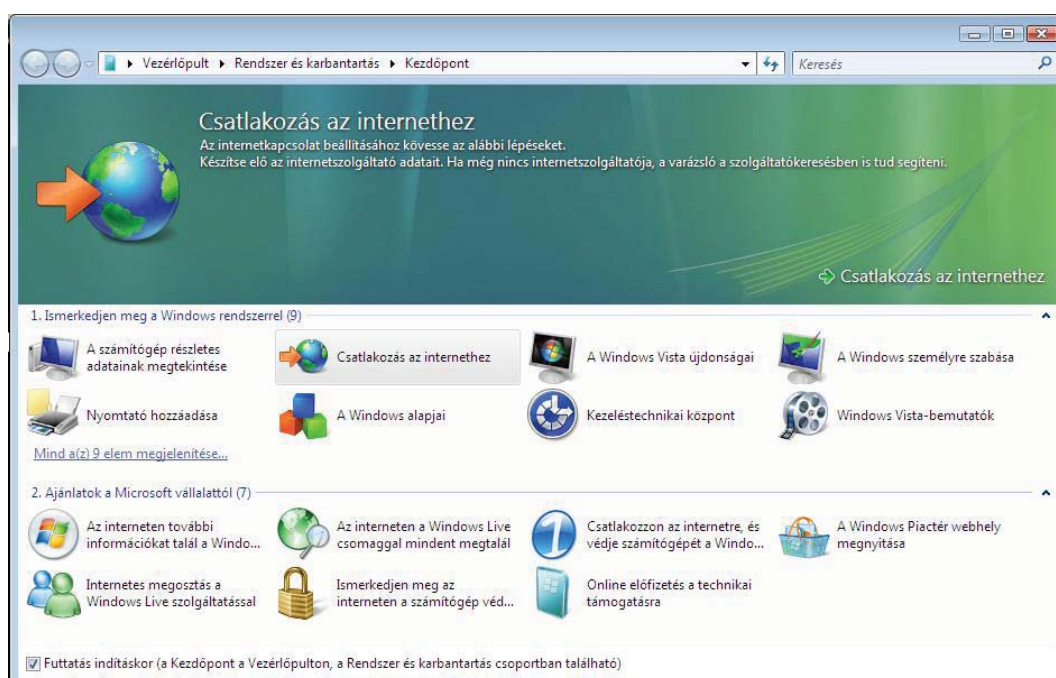 Vezérlőpult ▸ Rendszer és karbantartás ▸ Kezdőpont
Keresés
Csatlakozás az internethez
Az internetkapcsolat beállításához kövesse az alábbi lépéseket.
Készítse elő az internetszolgáltató adatait. Ha még nincs internetszolgáltatója, a varázsló a szolgáltatókeresésben is tud segíteni.
Csatlakozás az internethez
1. Ismerkedjen meg a Windows rendszerrel (9)
A számítógép részletes
adatainak megtekintése
Csatlakozás az internethez
A Windows Vista újdonságai
A Windows személyre szabása
Nyomtató hozzáadása
A Windows alapjai
Kezeléstechnikai központ
Windows Vista-bemutatók
Mind a(z) 9 elem megjelenítése...
2. Ajánlatok a Microsoft vállalattól (7)
Az interneten további
információkat talál a Windo...
Az interneten a Windows Live
csomaggal mindent megtalál
Csatlakozzon az internetre, és
védje számítógépét a Windo...
A Windows Piactér webhely
megnyitása
Internetes megosztás a
Windows Live szolgáltatással
Ismerkedjen meg az
interneten a számítógép véd...
Online előfizetés a technikai
támogatásra
Futtatás indításkor (a Kezdőpont a Vezérlőpulton, a Rendszer és karbantartás csoportban található)